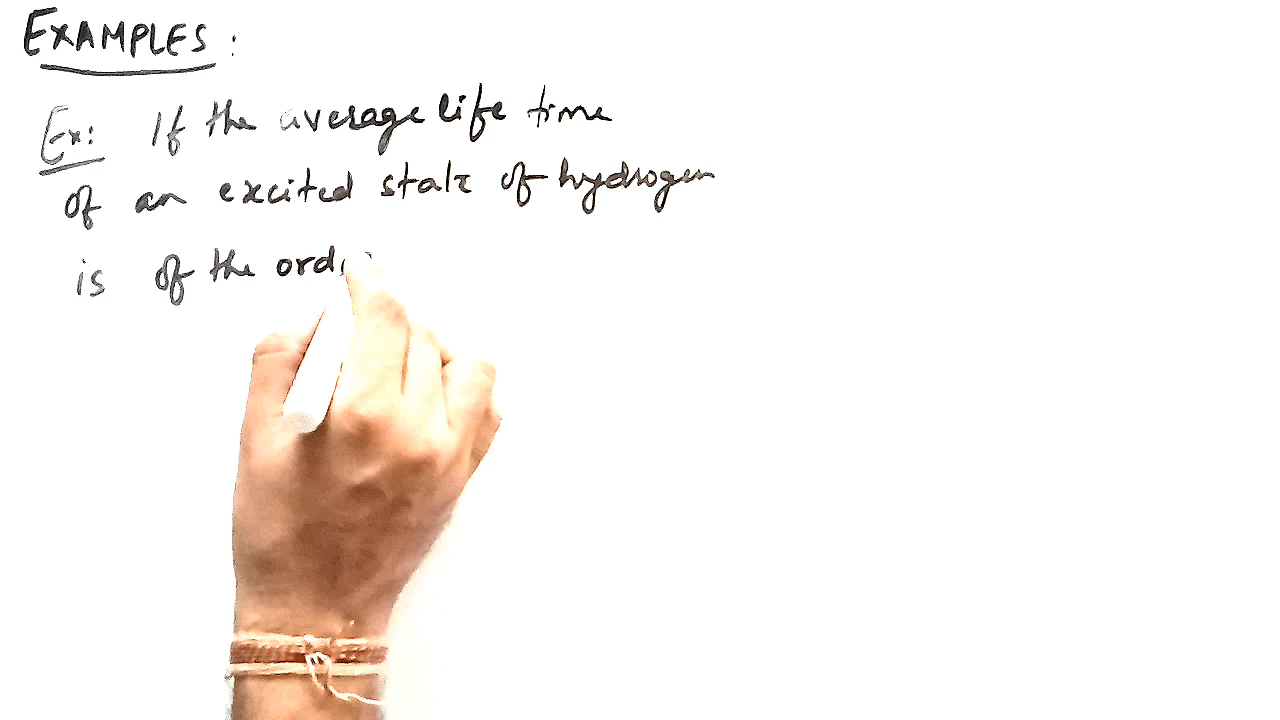 EXAMPLES:
Ex: If the average life time
of an excited state of hydrogen
is of the ord